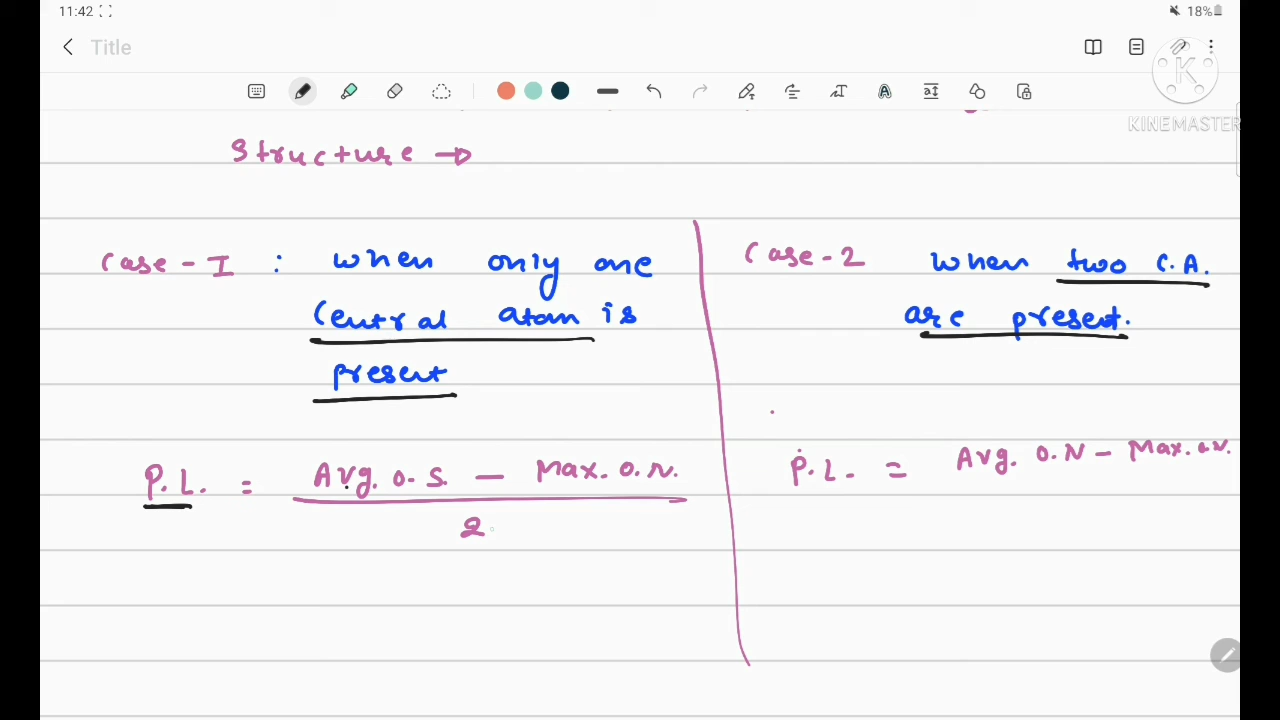 11:42
18%
Title
KINEMASTER
Structure →
Case - I : when only one
Central atom is
present
P.L. = Avg. O.S. - Max. O.N.
2
Case - 2 when two C.A.
are present.
P.L. = Avg. O.N - Max. O.N.